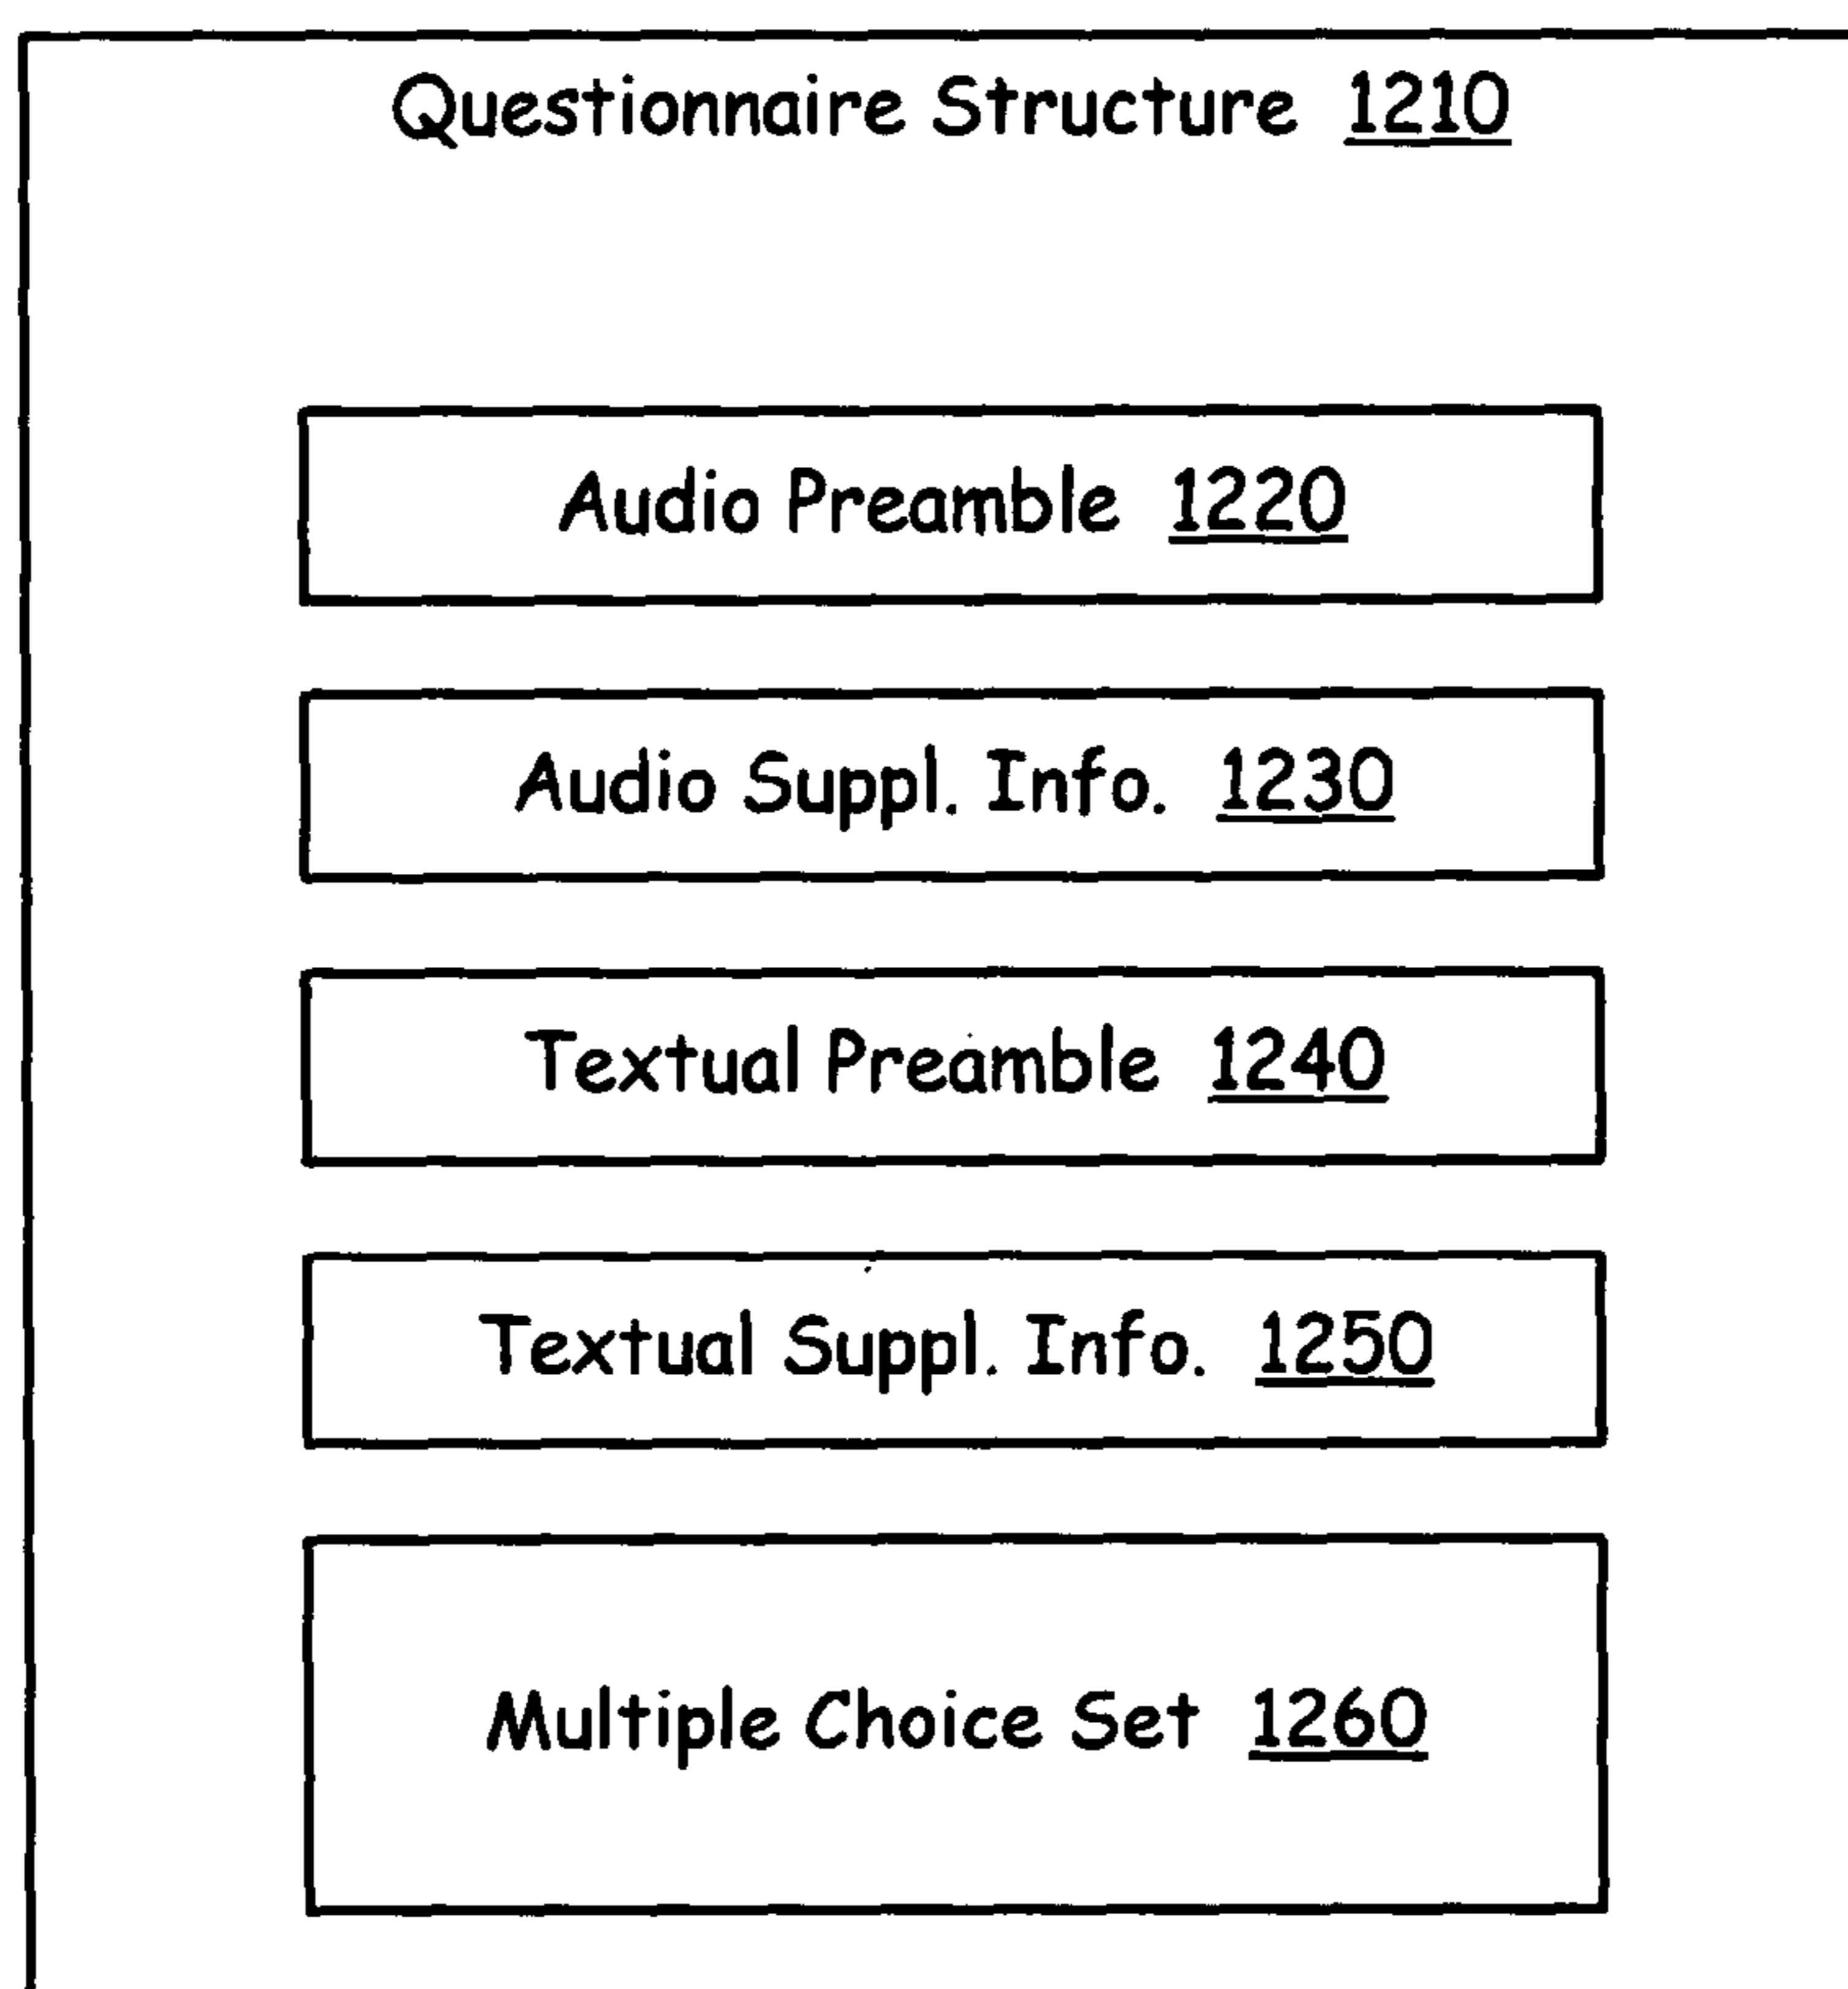 Questionnaire Structure 1210
Audio Preamble 1220
Audio Suppl. Info. 1230
Textual Preamble 1240
Textual Suppl. Info. 1250
Multiple Choice Set 1260